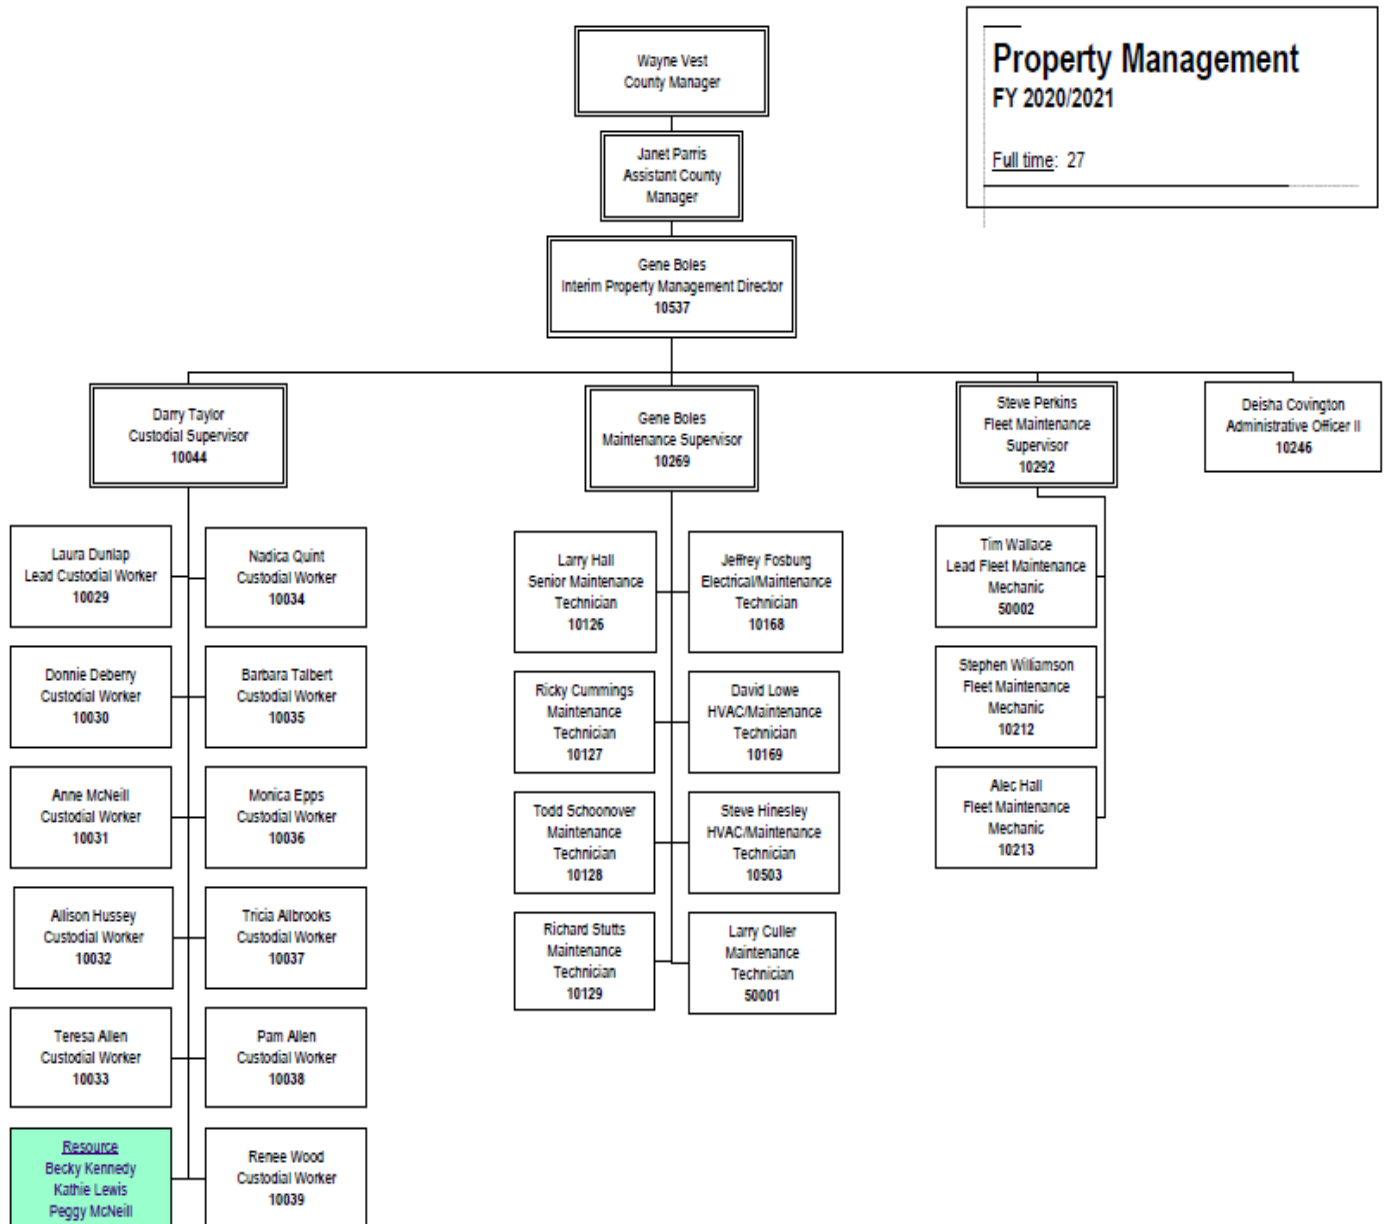 Property Management
FY 2020/2021
Full time: 27
Wayne Vest
County Manager
Janet Parris
Assistant County
Manager
Gene Boles
Interim Property Management Director
10537
Darry Taylor
Custodial Supervisor
10044
Gene Boles
Maintenance Supervisor
10269
Steve Perkins
Fleet Maintenance
Supervisor
10292
Deisha Covington
Administrative Officer II
10246
Laura Dunlap
Lead Custodial Worker
10029
Nadica Quint
Custodial Worker
10034
Donnie Deberry
Custodial Worker
10030
Barbara Talbert
Custodial Worker
10035
Anne McNeill
Custodial Worker
10031
Monica Epps
Custodial Worker
10036
Allison Hussey
Custodial Worker
10032
Tricia Allbrooks
Custodial Worker
10037
Teresa Allen
Custodial Worker
10033
Pam Allen
Custodial Worker
10038
Resource
Becky Kennedy
Kathie Lewis
Peggy McNeill
Renee Wood
Custodial Worker
10039
Larry Hall
Senior Maintenance
Technician
10126
Jeffrey Fosburg
Electrical/Maintenance
Technician
10168
Ricky Cummings
Maintenance
Technician
10127
David Lowe
HVAC/Maintenance
Technician
10169
Todd Schoonover
Maintenance
Technician
10128
Steve Hinesley
HVAC/Maintenance
Technician
10503
Richard Stutts
Maintenance
Technician
10129
Larry Culler
Maintenance
Technician
50001
Tim Wallace
Lead Fleet Maintenance
Mechanic
50002
Stephen Williamson
Fleet Maintenance
Mechanic
10212
Alec Hall
Fleet Maintenance
Mechanic
10213